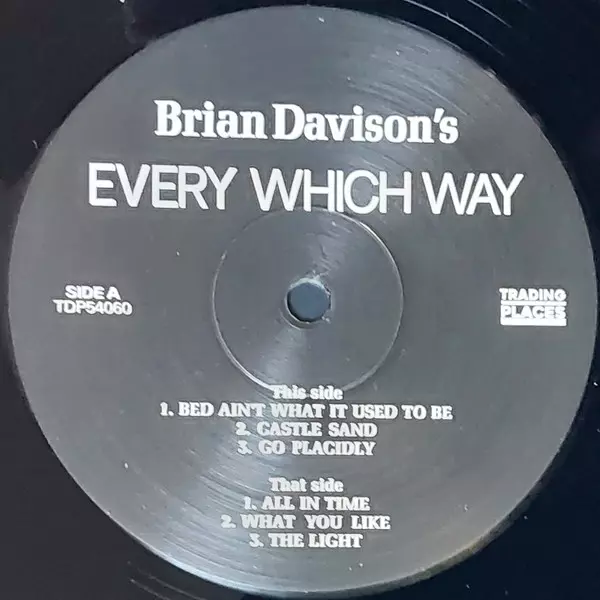 Brian Davison's
EVERY WHICH WAY
SIDE A
TDP54060
TRADING
PLACES
This side
1. BED AIN'T WHAT IT USED TO BE
2. CASTLE SAND
3. GO PLACIDLY
That side
1. ALL IN TIME
2. WHAT YOU LIKE
3. THE LIGHT